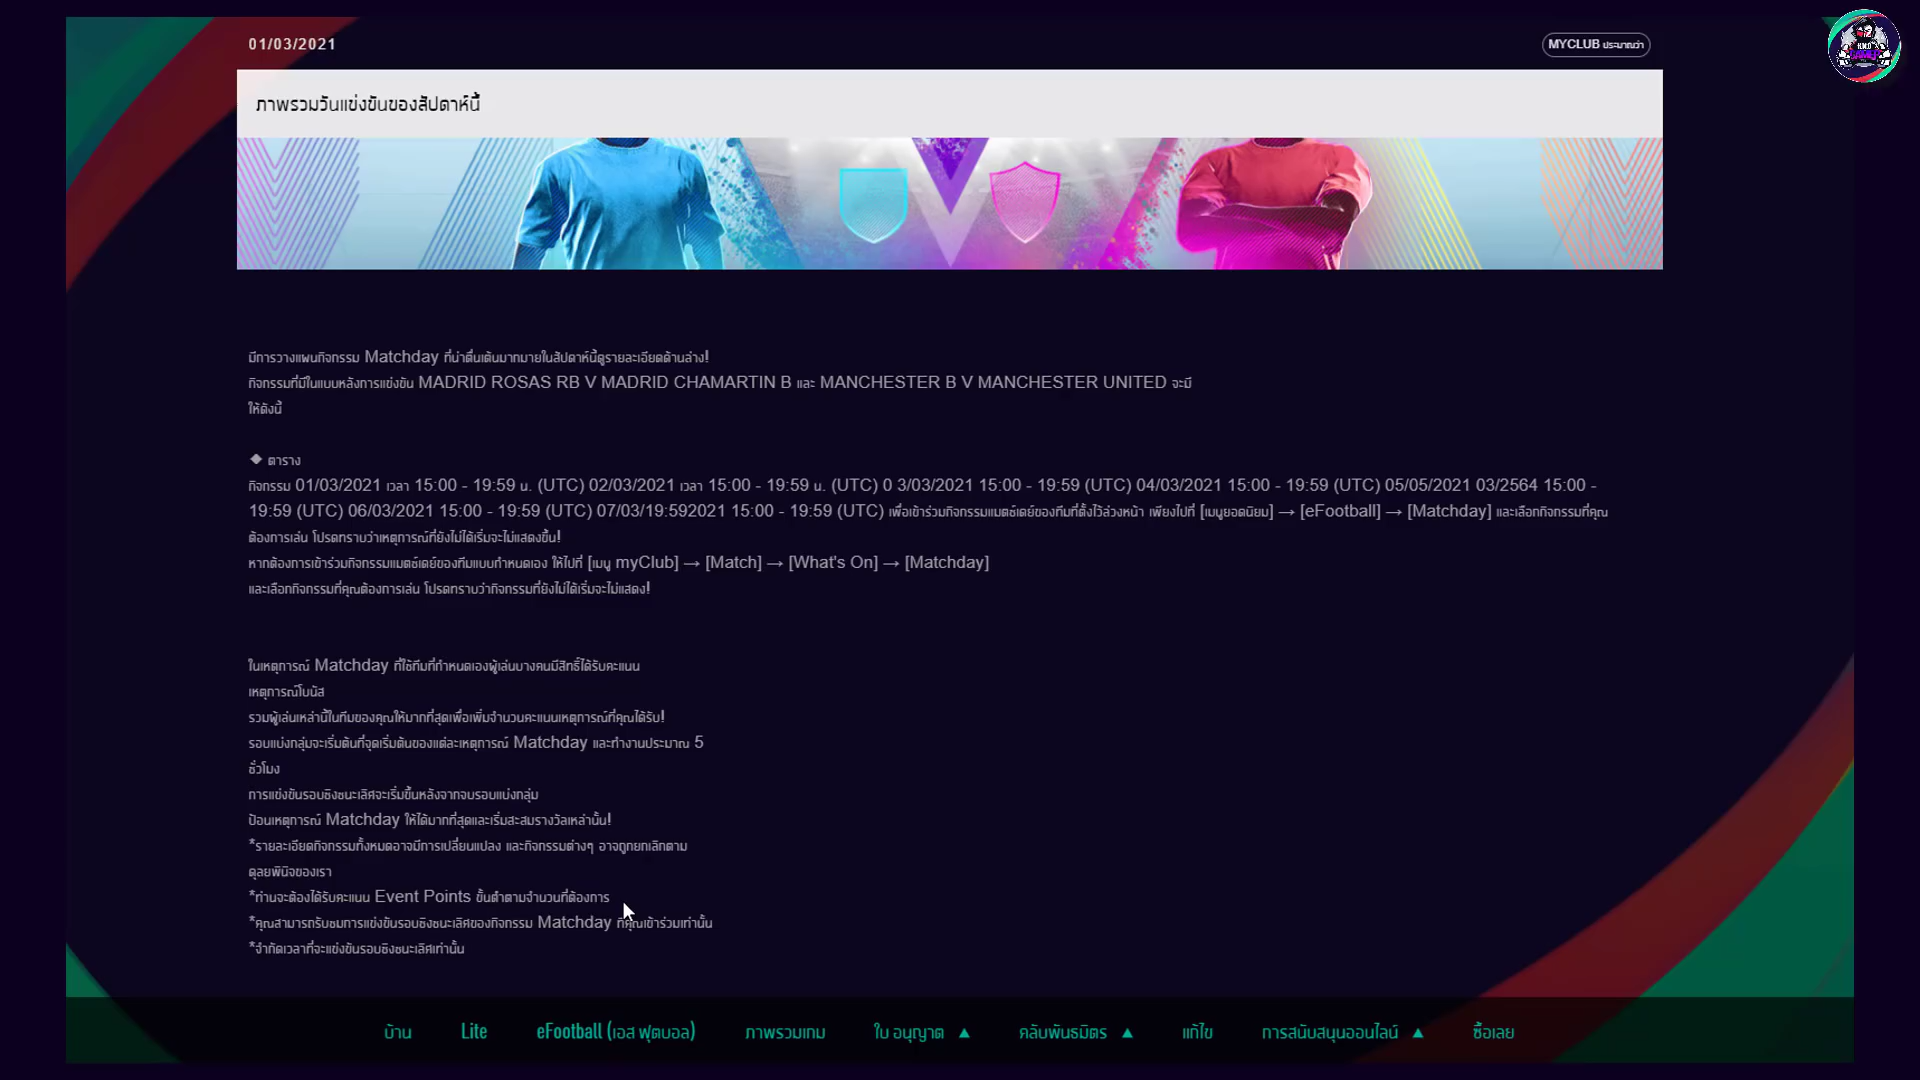 01/03/2021
MYCLUB ประมาณว่า
ภาพรวมวันแข่งขันของสัปดาห์นี้
มีการวางแผนกิจกรรม Matchday ที่น่าตื่นเต้นมากมายในสัปดาห์นี้ดูรายละเอียดด้านล่าง!
กิจกรรมที่มีในแบบหลังการแข่งขัน MADRID ROSAS RB V MADRID CHAMARTIN B และ MANCHESTER B V MANCHESTER UNITED จะมี
ให้ดังนี้
◆ ตาราง
กิจกรรม 01/03/2021 เวลา 15:00 - 19:59 น. (UTC) 02/03/2021 เวลา 15:00 - 19:59 น. (UTC) 0 3/03/2021 15:00 - 19:59 (UTC) 04/03/2021 15:00 - 19:59 (UTC) 05/05/2021 03/2564 15:00 -
19:59 (UTC) 06/03/2021 15:00 - 19:59 (UTC) 07/03/19:592021 15:00 - 19:59 (UTC) เพื่อเข้าร่วมกิจกรรมแมตช์เดย์ของทีมที่ตั้งไว้ล่วงหน้า เพียงไปที่ [เมนูยอดนิยม] → [eFootball] → [Matchday] และเลือกกิจกรรมที่คุณ
ต้องการเล่น โปรดทราบว่าเหตุการณ์ที่ยังไม่ได้เริ่มจะไม่แสดงขึ้น!
หากต้องการเข้าร่วมกิจกรรมแมตช์เดย์ของทีมแบบกำหนดเอง ให้ไปที่ [เมนู myClub] → [Match] → [What's On] → [Matchday]
และเลือกกิจกรรมที่คุณต้องการเล่น โปรดทราบว่ากิจกรรมที่ยังไม่ได้เริ่มจะไม่แสดง!
ในเหตุการณ์ Matchday ที่ใช้ทีมที่กำหนดเองผู้เล่นบางคนมีสิทธิ์ได้รับคะแนน
เหตุการณ์โบนัส
รวมผู้เล่นเหล่านี้ในทีมของคุณให้มากที่สุดเพื่อเพิ่มจำนวนคะแนนเหตุการณ์ที่คุณได้รับ!
รอบแบ่งกลุ่มจะเริ่มต้นที่จุดเริ่มต้นของแต่ละเหตุการณ์ Matchday และทำงานประมาณ 5
ชั่วโมง
การแข่งขันรอบชิงชนะเลิศจะเริ่มขึ้นหลังจากจบรอบแบ่งกลุ่ม
ป้อนเหตุการณ์ Matchday ให้ได้มากที่สุดและเริ่มสะสมรางวัลเหล่านั้น!
*รายละเอียดกิจกรรมทั้งหมดอาจมีการเปลี่ยนแปลง และกิจกรรมต่างๆ อาจถูกยกเลิกตาม
ดุลยพินิจของเรา
*ท่านจะต้องได้รับคะแนน Event Points ขั้นต่ำตามจำนวนที่ต้องการ
*คุณสามารถรับชมการแข่งขันรอบชิงชนะเลิศของกิจกรรม Matchday ที่คุณเข้าร่วมเท่านั้น
*จำกัดเวลาที่จะแข่งขันรอบชิงชนะเลิศเท่านั้น
บ้าน Lite eFootball (เอส ฟุตบอล) ภาพรวมเกม ใบ อนุญาต ▲ คลับพันธมิตร ▲ แก้ไข การสนับสนุนออนไลน์ ▲ ซื้อเลย